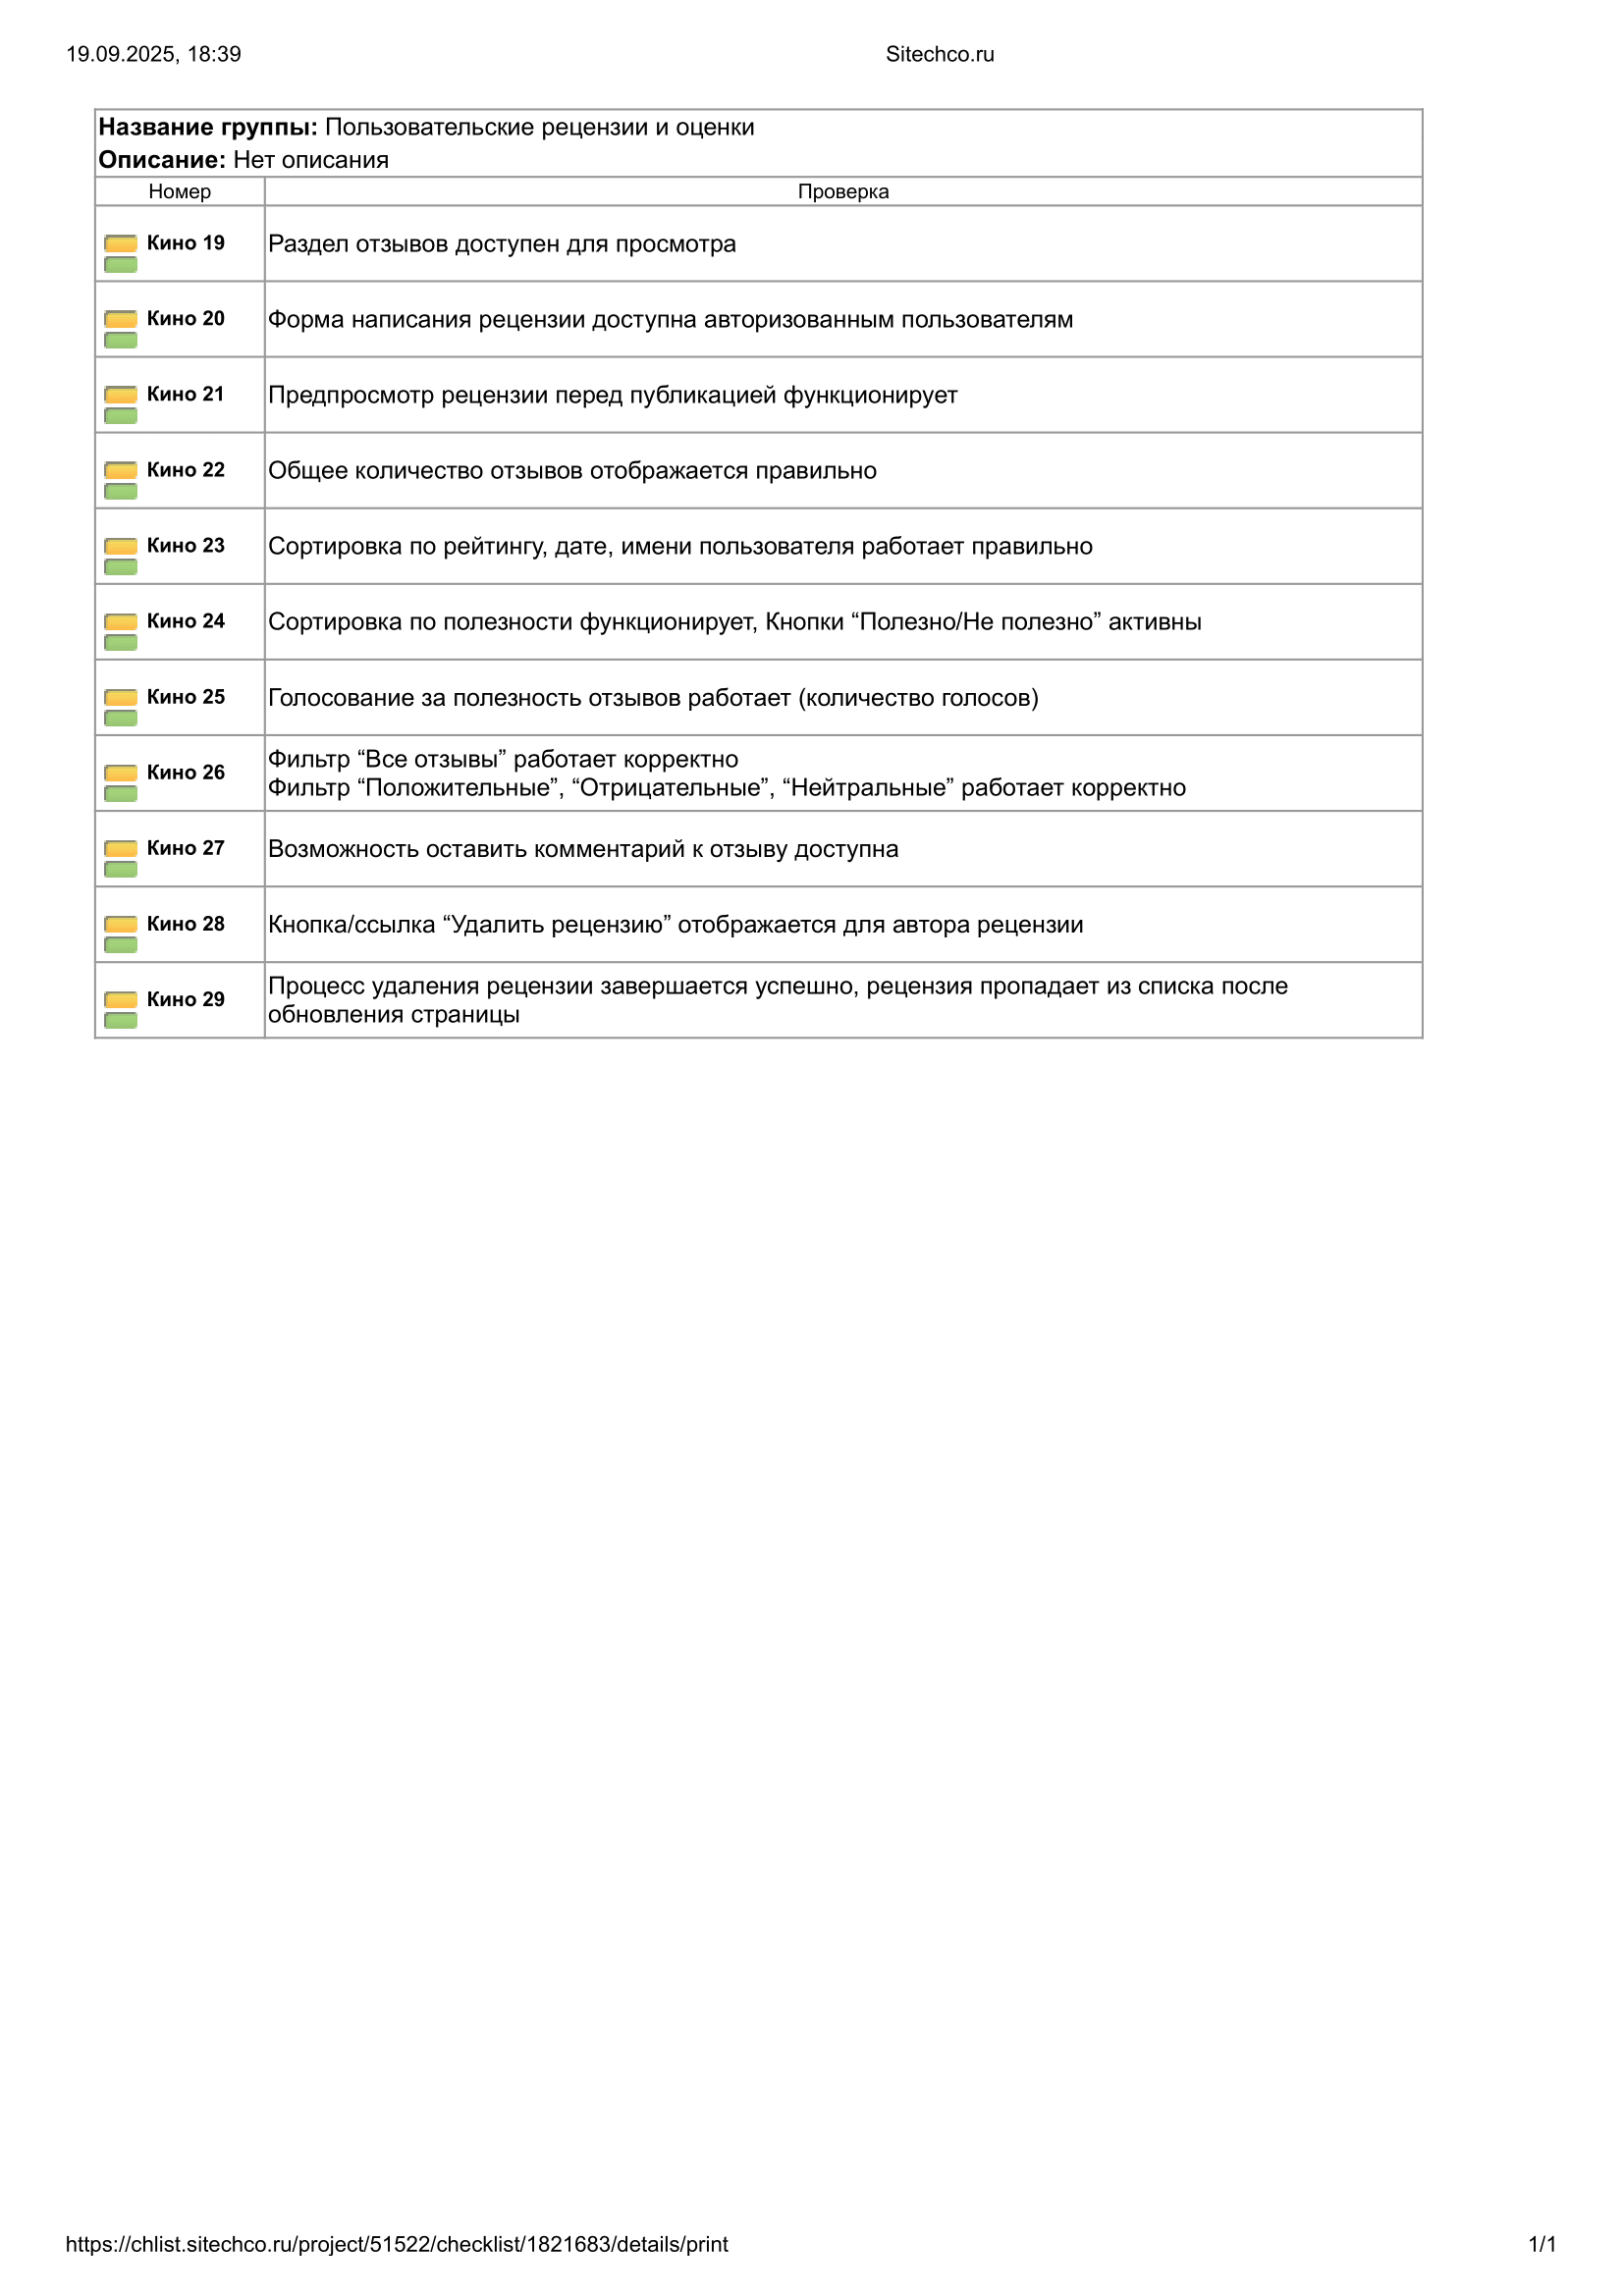 19.09.2025, 18:39
Sitechco.ru
Название группы: Пользовательские рецензии и оценки
Описание: Нет описания
Номер
Проверка
Кино 19
Раздел отзывов доступен для просмотра
Кино 20
Форма написания рецензии доступна авторизованным пользователям
Кино 21
Предпросмотр рецензии перед публикацией функционирует
Кино 22
Общее количество отзывов отображается правильно
Кино 23
Сортировка по рейтингу, дате, имени пользователя работает правильно
Кино 24
Сортировка по полезности функционирует, Кнопки “Полезно/Не полезно” активны
Кино 25
Голосование за полезность отзывов работает (количество голосов)
Кино 26
Фильтр “Все отзывы” работает корректно
Фильтр “Положительные”, “Отрицательные”, “Нейтральные” работает корректно
Кино 27
Возможность оставить комментарий к отзыву доступна
Кино 28
Кнопка/ссылка “Удалить рецензию” отображается для автора рецензии
Кино 29
Процесс удаления рецензии завершается успешно, рецензия пропадает из списка после
обновления страницы
https://chlist.sitechco.ru/project/51522/checklist/1821683/details/print
1/1